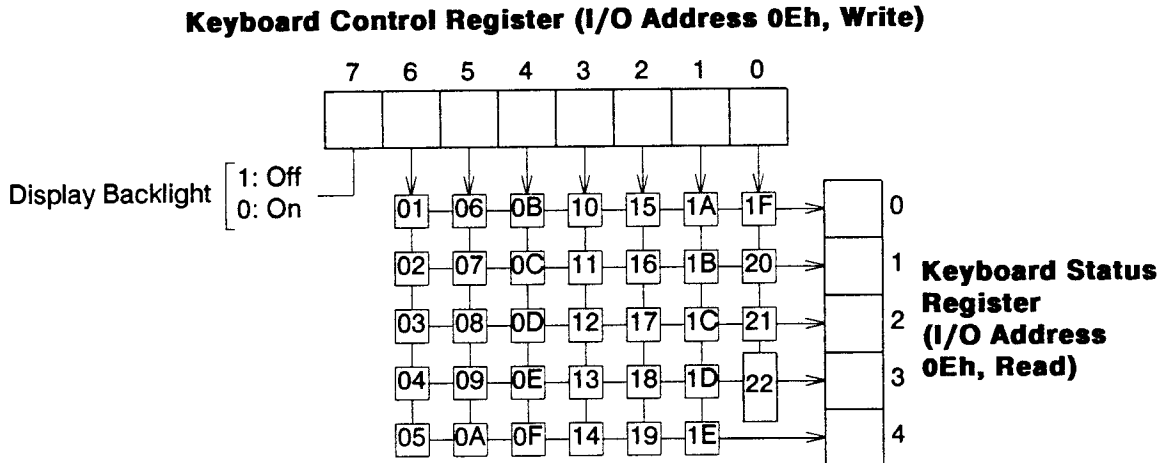 Keyboard Control Register (I/O Address 0Eh, Write)
7 6 5 4 3 2 1 0
Display Backlight
1: Off
0: On
01 06 0B 10 15 1A 1F 0
02 07 0C 11 16 1B 20 1
03 08 0D 12 17 1C 21 2
04 09 0E 13 18 1D 22 3
05 0A 0F 14 19 1E 4
Keyboard Status
Register
(I/O Address
0Eh, Read)